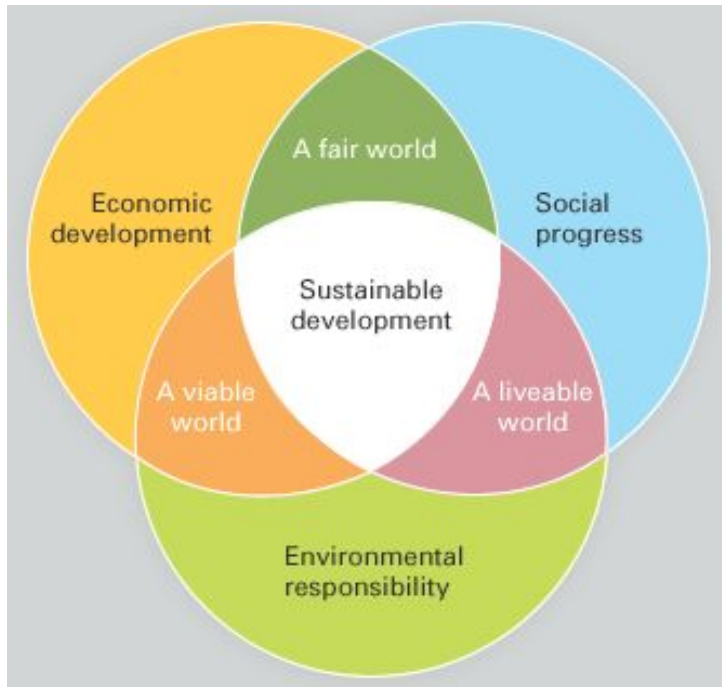 A fair world
Economic
development
Social
progress
Sustainable
development
A viable
world
A liveable
world
Environmental
responsibility